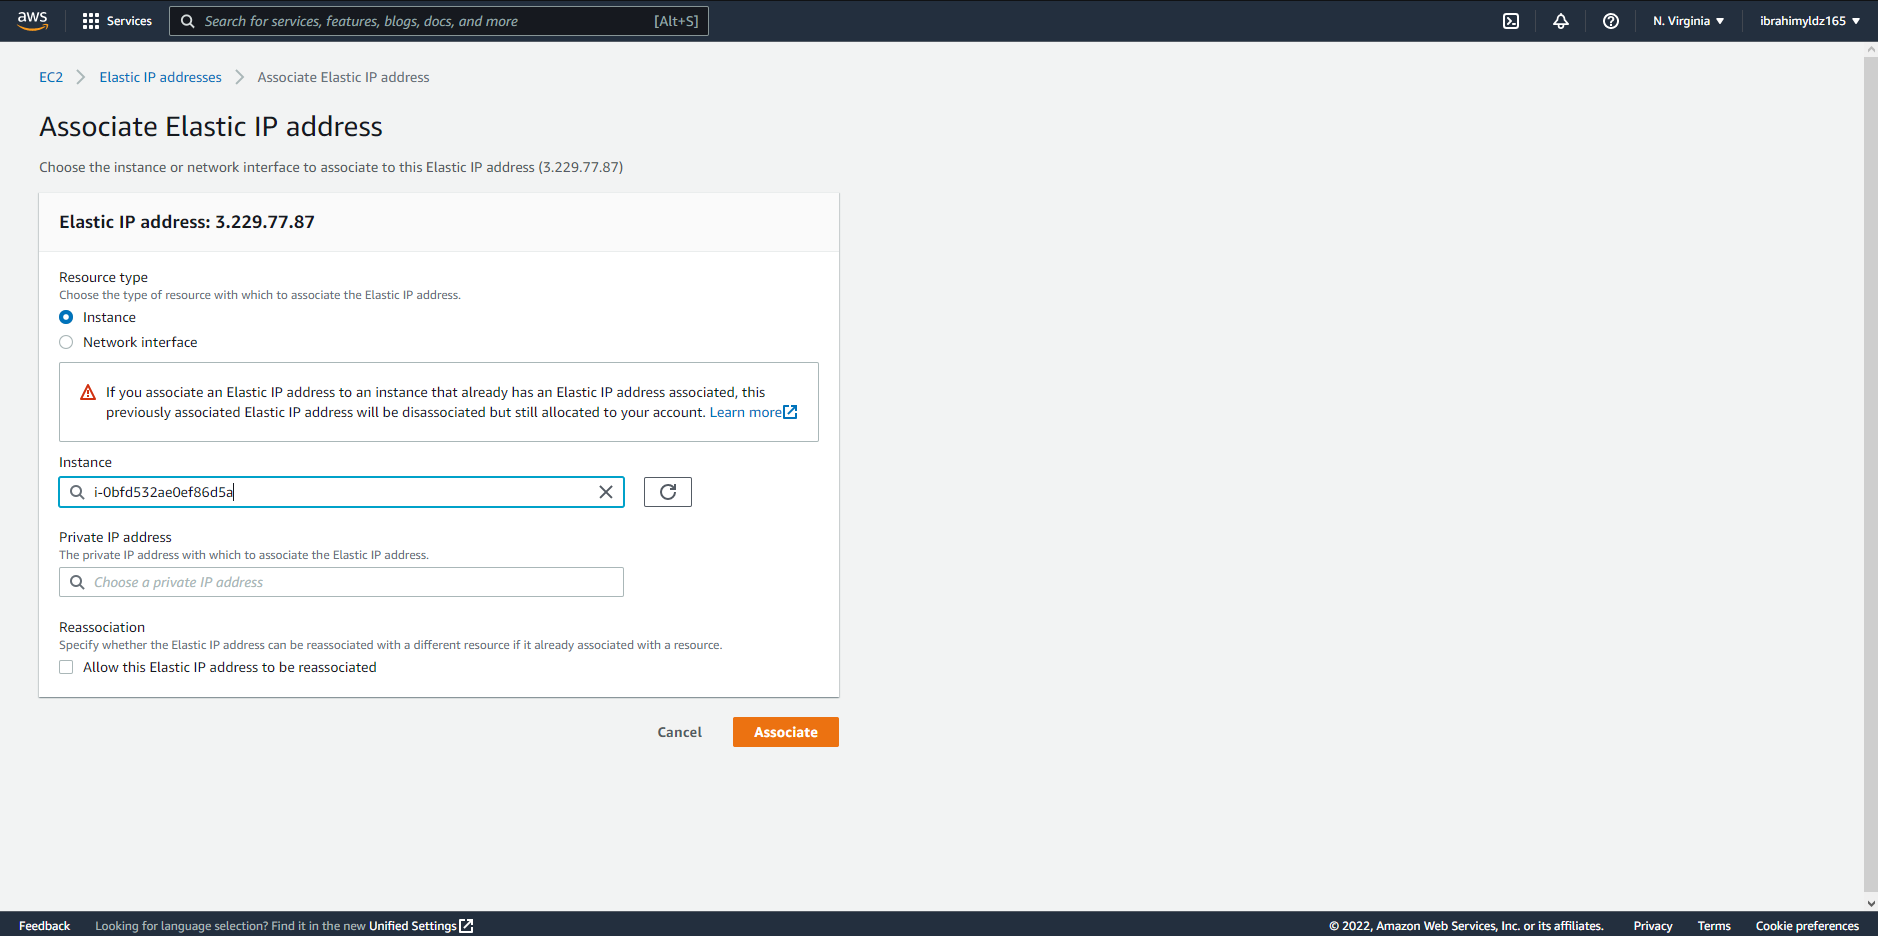 aws
Services
Search for services, features, blogs, docs, and more
[Alt+S]
N. Virginia
ibrahimyldz165
EC2
Elastic IP addresses
Associate Elastic IP address
Associate Elastic IP address
Choose the instance or network interface to associate to this Elastic IP address (3.229.77.87)
Elastic IP address: 3.229.77.87
Resource type
Choose the type of resource with which to associate the Elastic IP address.
Instance
Network interface
If you associate an Elastic IP address to an instance that already has an Elastic IP address associated, this
previously associated Elastic IP address will be disassociated but still allocated to your account. Learn more
Instance
i-0bfd532ae0ef86d5a
Private IP address
The private IP address with which to associate the Elastic IP address.
Choose a private IP address
Reassociation
Specify whether the Elastic IP address can be reassociated with a different resource if it already associated with a resource.
Allow this Elastic IP address to be reassociated
Cancel
Associate
Feedback
Looking for language selection? Find it in the new Unified Settings
© 2022, Amazon Web Services, Inc. or its affiliates.
Privacy
Terms
Cookie preferences